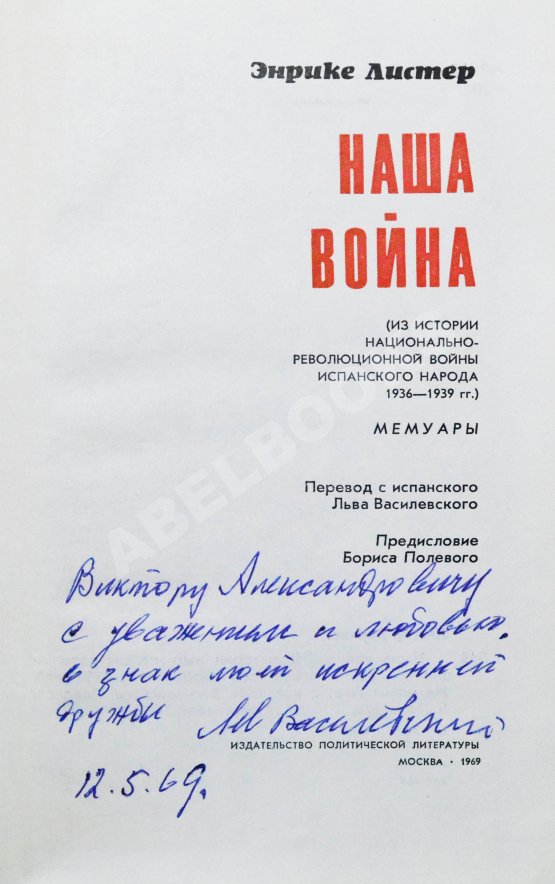 Энрике Листер
НАША
ВОЙНА
(ИЗ ИСТОРИИ
НАЦИОНАЛЬНО-
РЕВОЛЮЦИОННОЙ ВОЙНЫ
ИСПАНСКОГО НАРОДА
1936—1939 гг.)
МЕМУАРЫ
Перевод с испанского
Льва Василевского
Предисловие
Бориса Полевого
Виктору Александровичу
с уважением и любовью,
в знак моей искренней
дружбы Лев Василевский
ИЗДАТЕЛЬСТВО ПОЛИТИЧЕСКОЙ ЛИТЕРАТУРЫ
МОСКВА · 1969
12.5.69.
ABELBOO